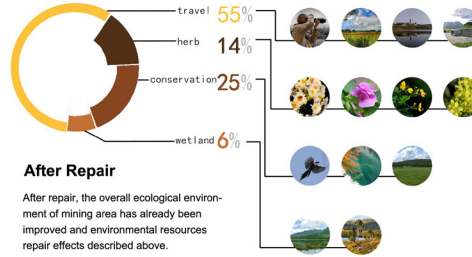 travel 55%
herb 14%
conservation 25%
wetland 6%
After Repair
After repair, the overall ecological environ-
ment of mining area has already been
improved and environmental resources
repair effects described above.